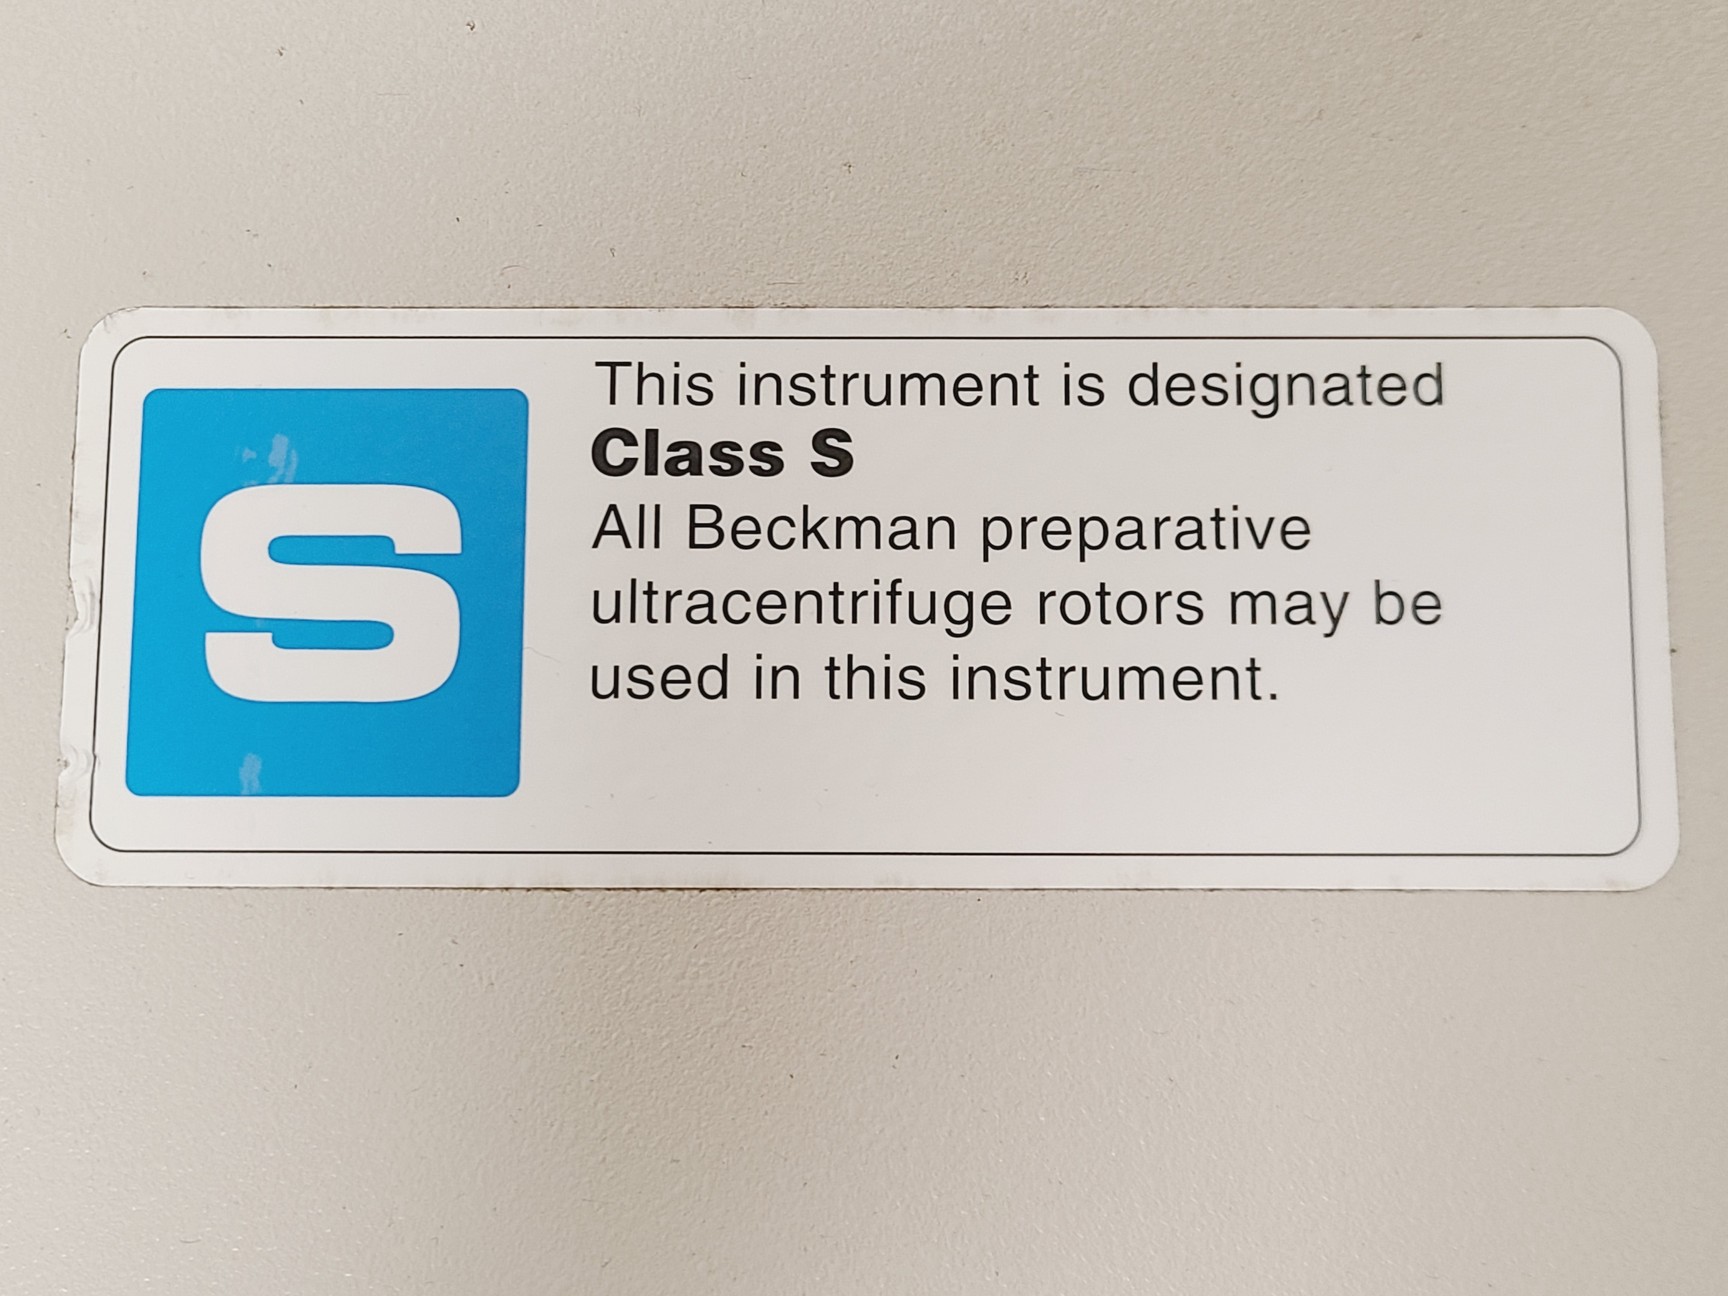 S
This instrument is designated
Class S
All Beckman preparative
ultracentrifuge rotors may be
used in this instrument.